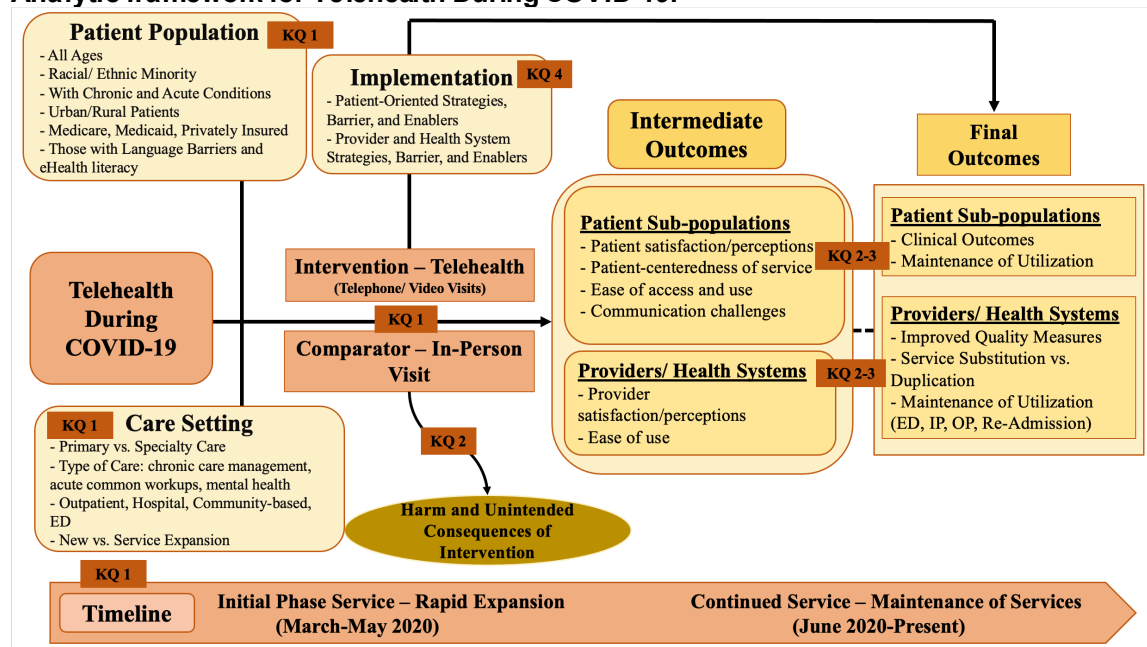 Analytic framework for Telehealth During COVID-19.
Patient Population
KQ 1
- All Ages
- Racial/ Ethnic Minority
- With Chronic and Acute Conditions
- Urban/Rural Patients
- Medicare, Medicaid, Privately Insured
- Those with Language Barriers and
eHealth literacy
Implementation
KQ 4
- Patient-Oriented Strategies,
Barrier, and Enablers
- Provider and Health System
Strategies, Barrier, and Enablers
Intermediate
Outcomes
Final
Outcomes
Telehealth
During
COVID-19
Intervention – Telehealth
(Telephone/ Video Visits)
KQ 1
Comparator – In-Person
Visit
KQ 2
Harm and Unintended
Consequences of
Intervention
Patient Sub-populations
- Patient satisfaction/perceptions
- Patient-centeredness of service
- Ease of access and use
- Communication challenges
KQ 2-3
Providers/ Health Systems
- Provider
satisfaction/perceptions
- Ease of use
KQ 2-3
Patient Sub-populations
- Clinical Outcomes
- Maintenance of Utilization
Providers/ Health Systems
- Improved Quality Measures
- Service Substitution vs.
Duplication
- Maintenance of Utilization
(ED, IP, OP, Re-Admission)
KQ 1
Care Setting
- Primary vs. Specialty Care
- Type of Care: chronic care management,
acute common workups, mental health
- Outpatient, Hospital, Community-based,
ED
- New vs. Service Expansion
KQ 1
Timeline
Initial Phase Service – Rapid Expansion
(March-May 2020)
Continued Service – Maintenance of Services
(June 2020-Present)